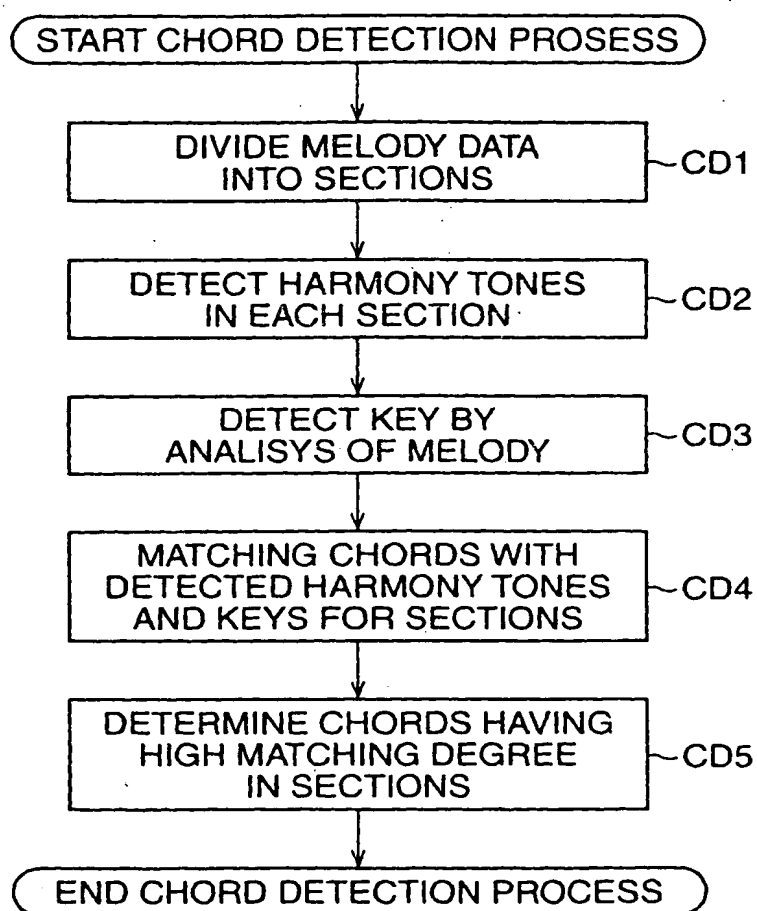 START CHORD DETECTION PROSESS
DIVIDE MELODY DATA
INTO SECTIONS
CD1
DETECT HARMONY TONES
IN EACH SECTION
CD2
DETECT KEY BY
ANALISYS OF MELODY
CD3
MATCHING CHORDS WITH
DETECTED HARMONY TONES
AND KEYS FOR SECTIONS
CD4
DETERMINE CHORDS HAVING
HIGH MATCHING DEGREE
IN SECTIONS
CD5
END CHORD DETECTION PROCESS